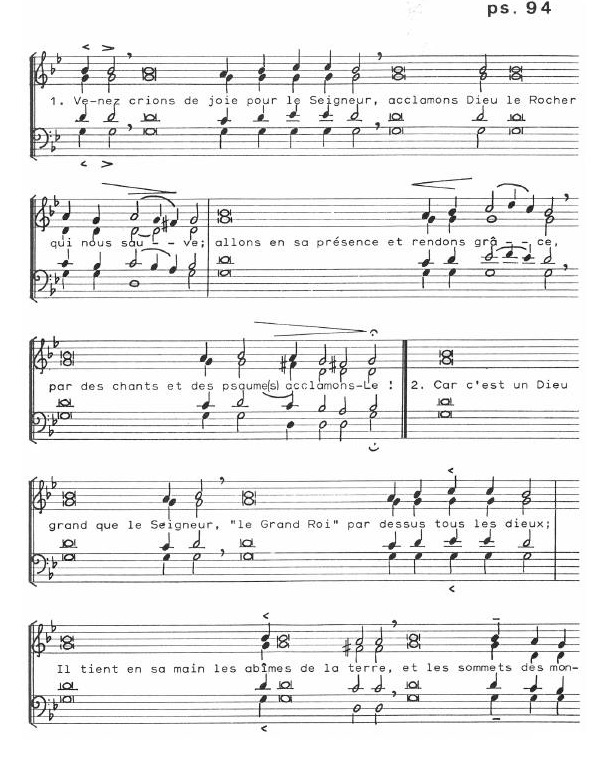 ps. 94
1. Ve-nez crions de joie pour le Seigneur, acclamons Dieu le Rocher
qui nous sau - - ve; allons en sa présence et rendons grâ - - ce,
par des chants et des psaume(s) acclamons-Le ! 2. Car c'est un Dieu
grand que le Seigneur, "le Grand Roi" par dessus tous les dieux;
Il tient en sa main les abîmes de la terre, et les sommets des mon-